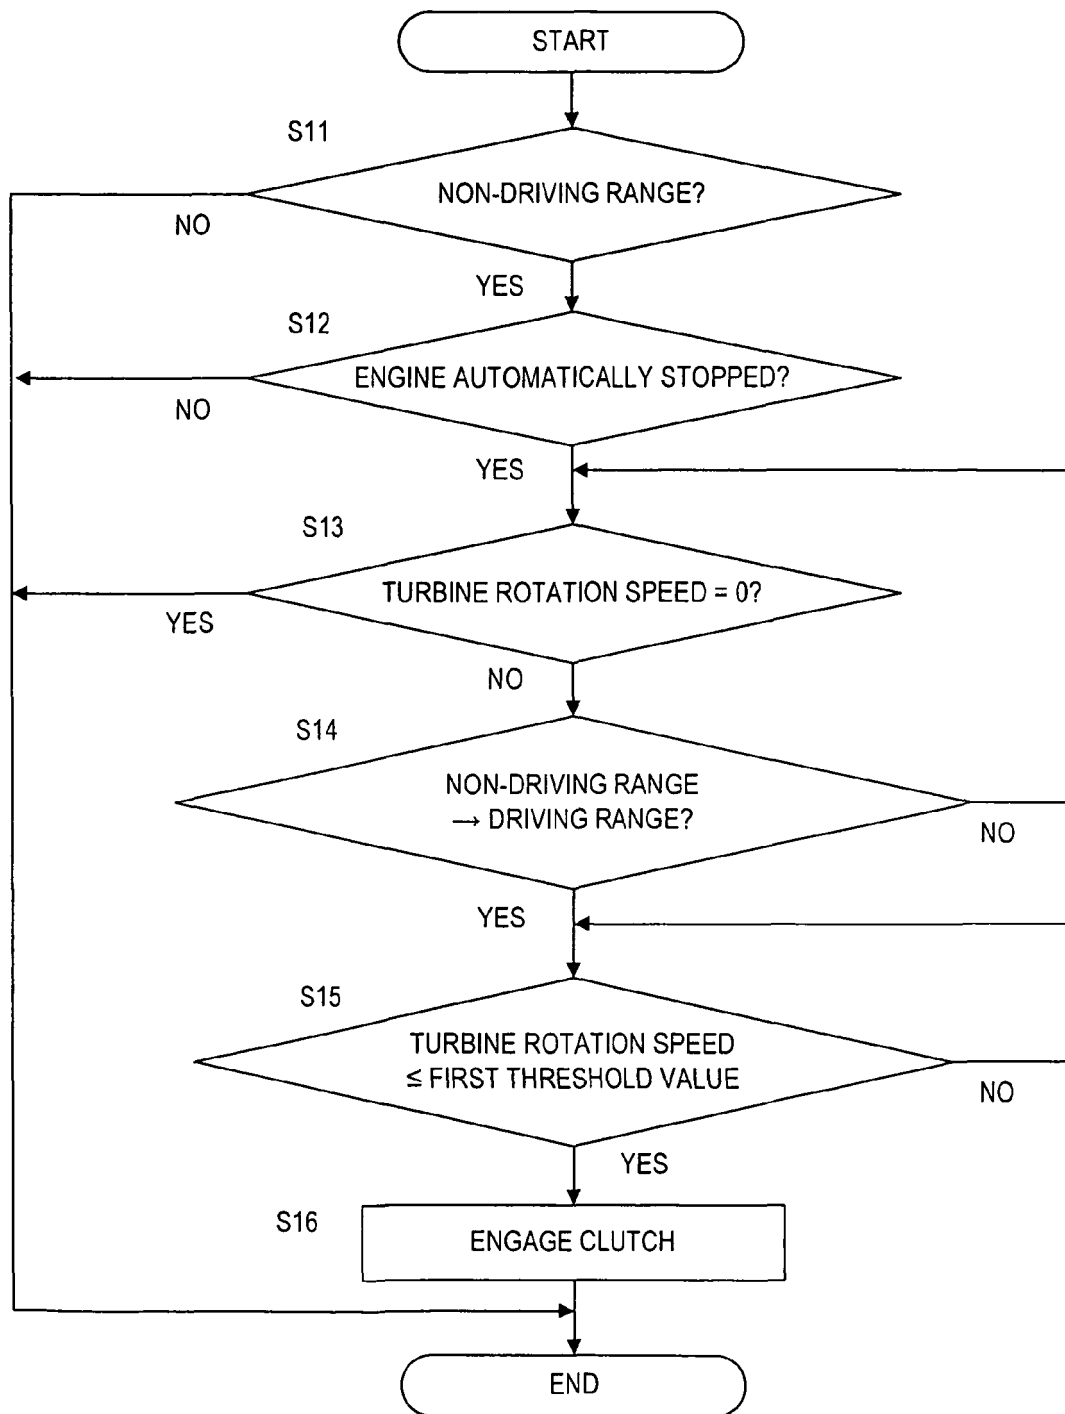 START
S11
NON-DRIVING RANGE?
NO
YES
S12
ENGINE AUTOMATICALLY STOPPED?
NO
YES
S13
TURBINE ROTATION SPEED = 0?
YES
NO
S14
NON-DRIVING RANGE
→ DRIVING RANGE?
NO
YES
S15
TURBINE ROTATION SPEED
≤ FIRST THRESHOLD VALUE
NO
YES
S16
ENGAGE CLUTCH
END